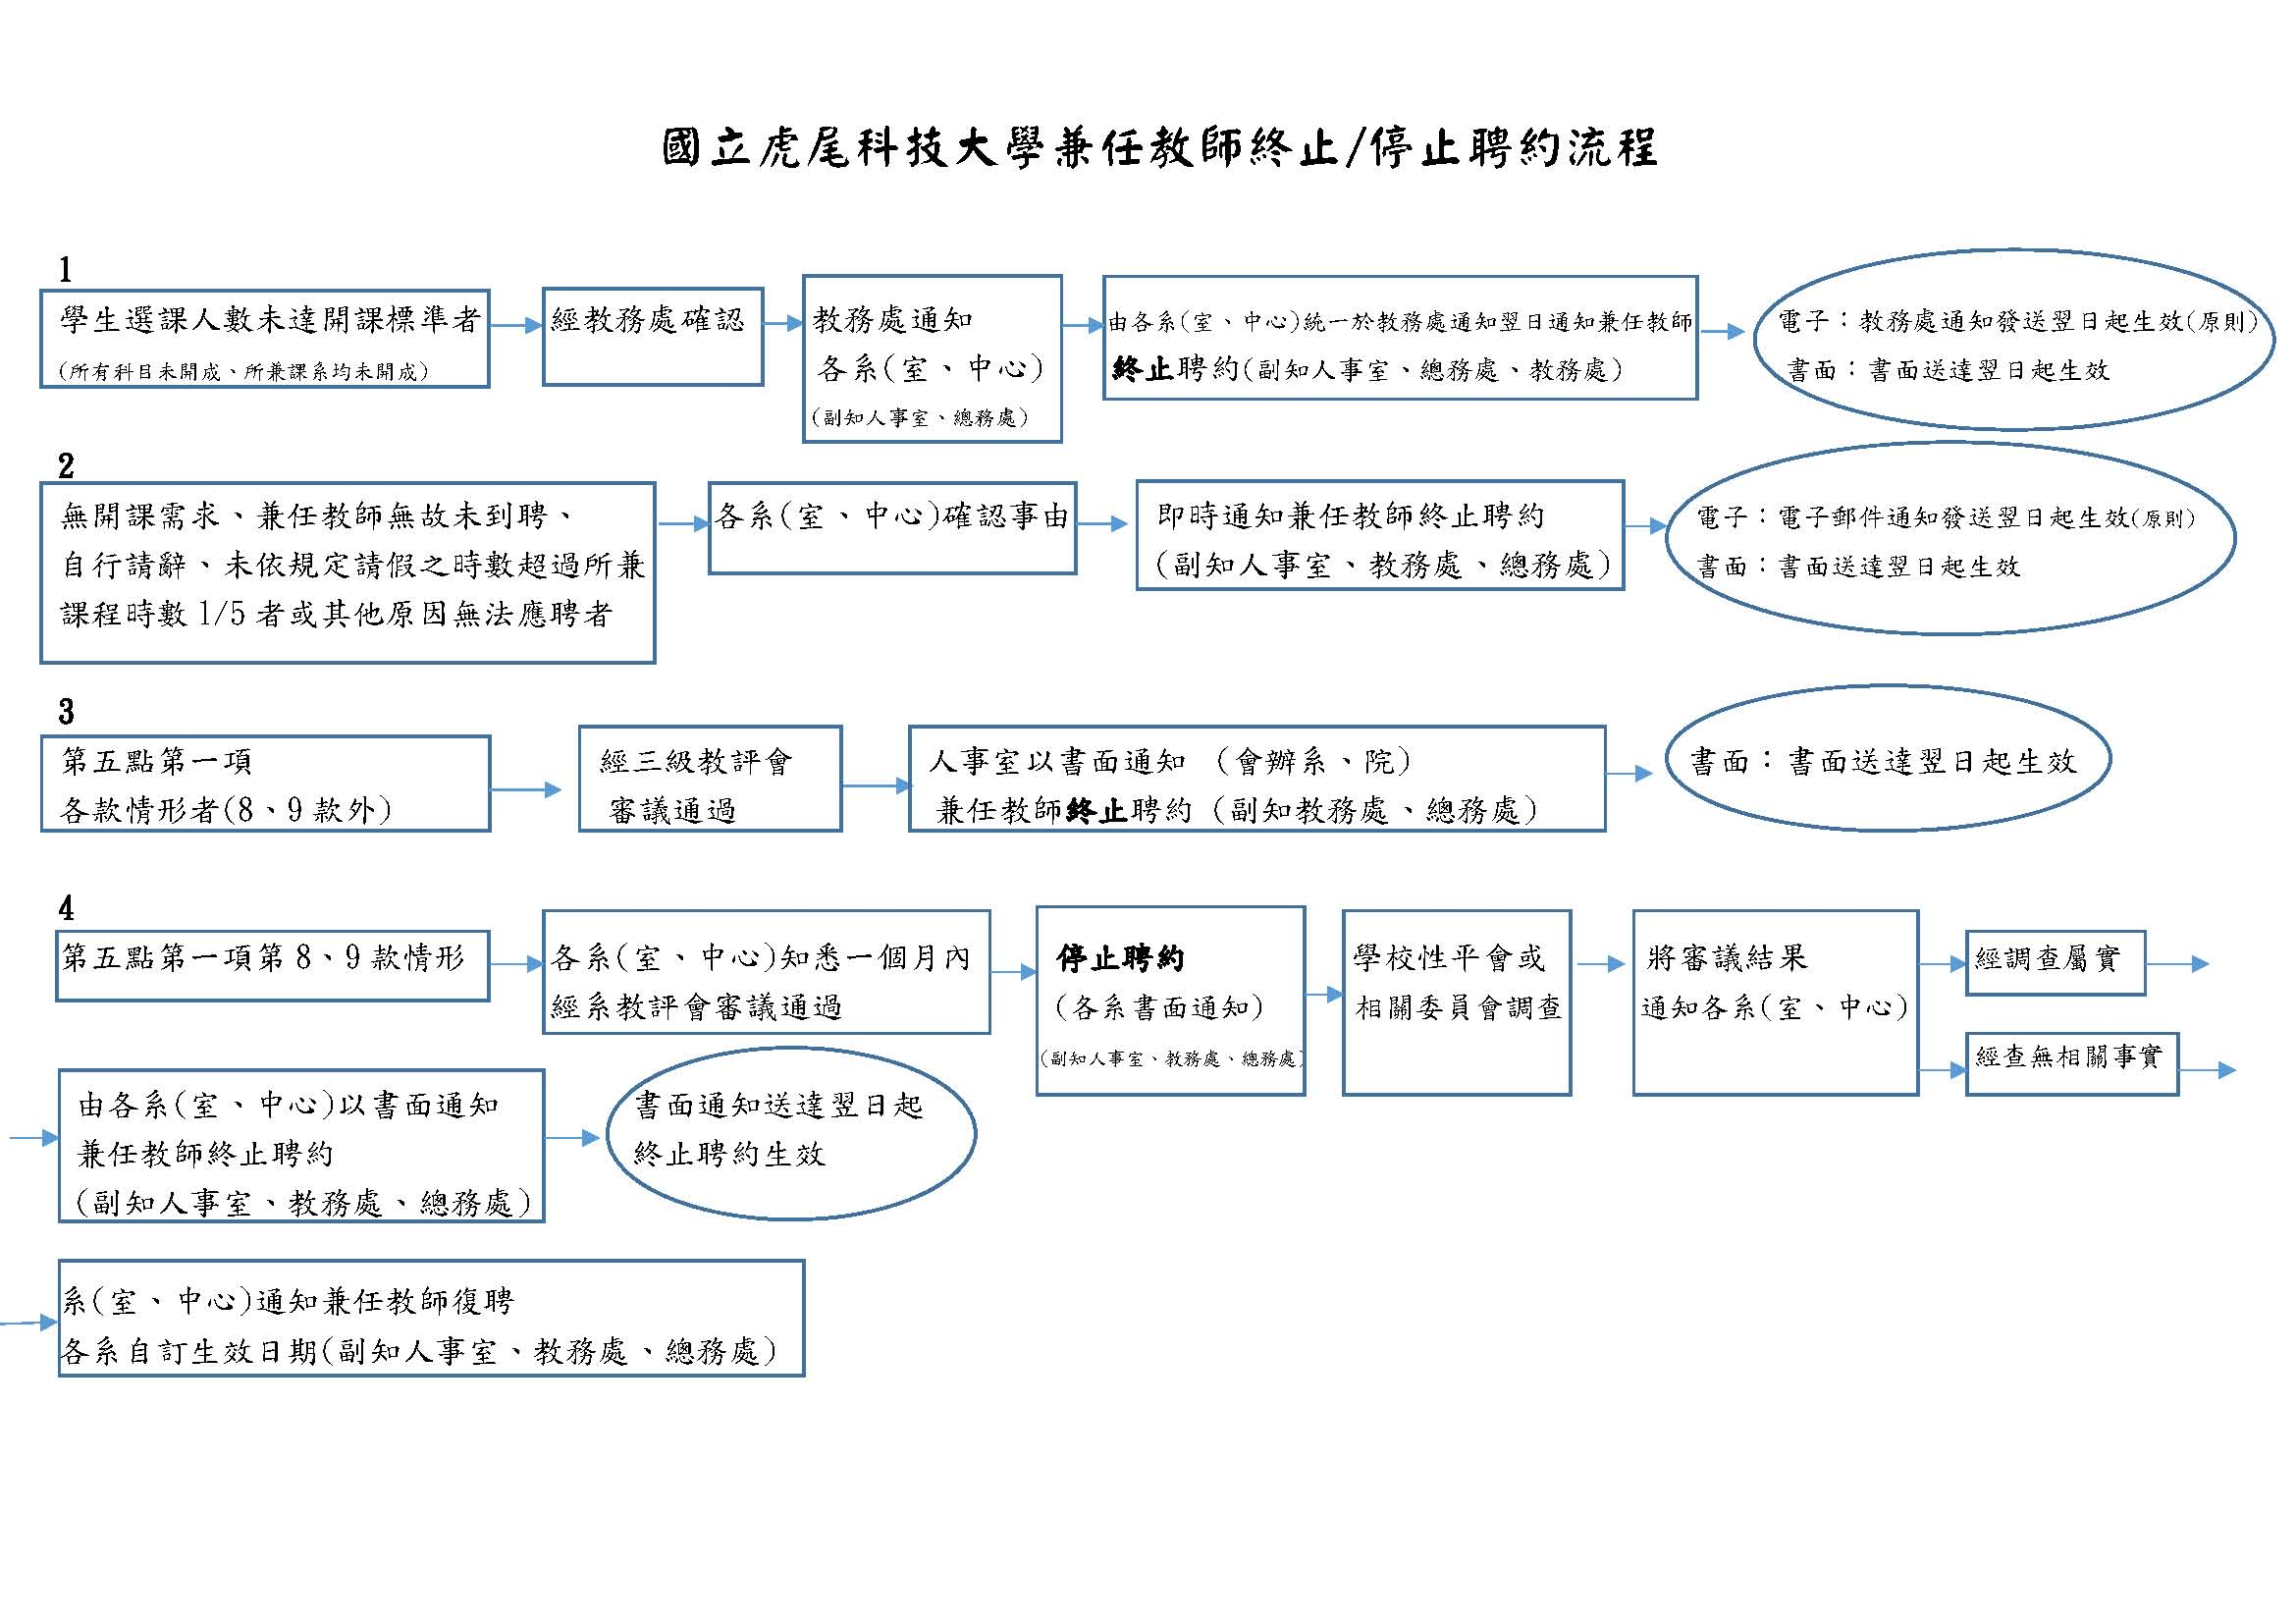 國立虎尾科技大學兼任教師終止/停止聘約流程
1
學生選課人數未達開課標準者
(所有科目未開成、所兼課系均未開成)
經教務處確認
教務處通知
各系(室、中心)
(副知人事室、總務處)
由各系(室、中心)統一於教務處通知翌日通知兼任教師
終止聘約(副知人事室、總務處、教務處)
電子：教務處通知發送翌日起生效(原則)
書面：書面送達翌日起生效
2
無開課需求、兼任教師無故未到聘、
自行請辭、未依規定請假之時數超過所兼
課程時數 1/5 者或其他原因無法應聘者
各系(室、中心)確認事由
即時通知兼任教師終止聘約
(副知人事室、教務處、總務處)
電子：電子郵件通知發送翌日起生效(原則)
書面：書面送達翌日起生效
3
第五點第一項
各款情形者(8、9 款外)
經三級教評會
審議通過
人事室以書面通知 (會辦系、院)
兼任教師終止聘約 (副知教務處、總務處)
書面：書面送達翌日起生效
4
第五點第一項第 8、9 款情形
各系(室、中心)知悉一個月內
經系教評會審議通過
停止聘約
(各系書面通知)
(副知人事室、教務處、總務處)
學校性平會或
相關委員會調查
將審議結果
通知各系(室、中心)
經調查屬實
經查無相關事實
由各系(室、中心)以書面通知
兼任教師終止聘約
(副知人事室、教務處、總務處)
書面通知送達翌日起
終止聘約生效
系(室、中心)通知兼任教師復聘
各系自訂生效日期(副知人事室、教務處、總務處)